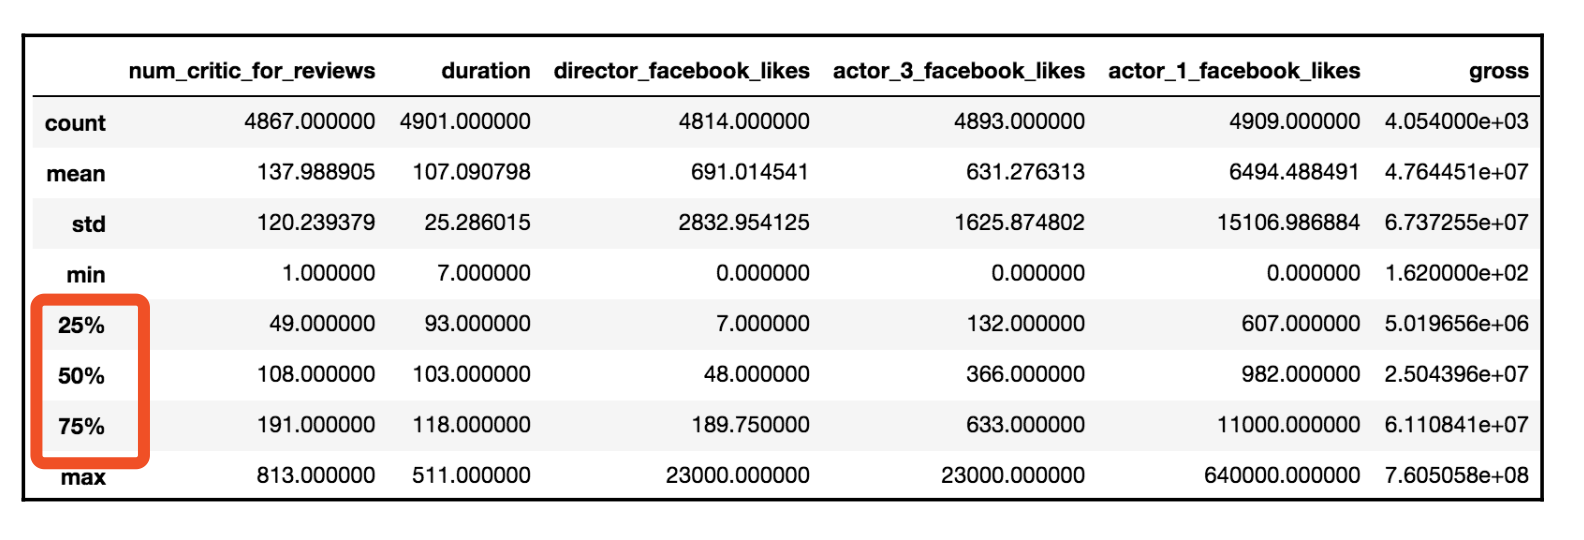 num_critic_for_reviews duration director_facebook_likes actor_3_facebook_likes actor_1_facebook_likes gross
count 4867.000000 4901.000000 4814.000000 4893.000000 4909.000000 4.054000e+03
mean 137.988905 107.090798 691.014541 631.276313 6494.488491 4.764451e+07
std 120.239379 25.286015 2832.954125 1625.874802 15106.986884 6.737255e+07
min 1.000000 7.000000 0.000000 0.000000 0.000000 1.620000e+02
25% 49.000000 93.000000 7.000000 132.000000 607.000000 5.019656e+06
50% 108.000000 103.000000 48.000000 366.000000 982.000000 2.504396e+07
75% 191.000000 118.000000 189.750000 633.000000 11000.000000 6.110841e+07
max 813.000000 511.000000 23000.000000 23000.000000 640000.000000 7.605058e+08